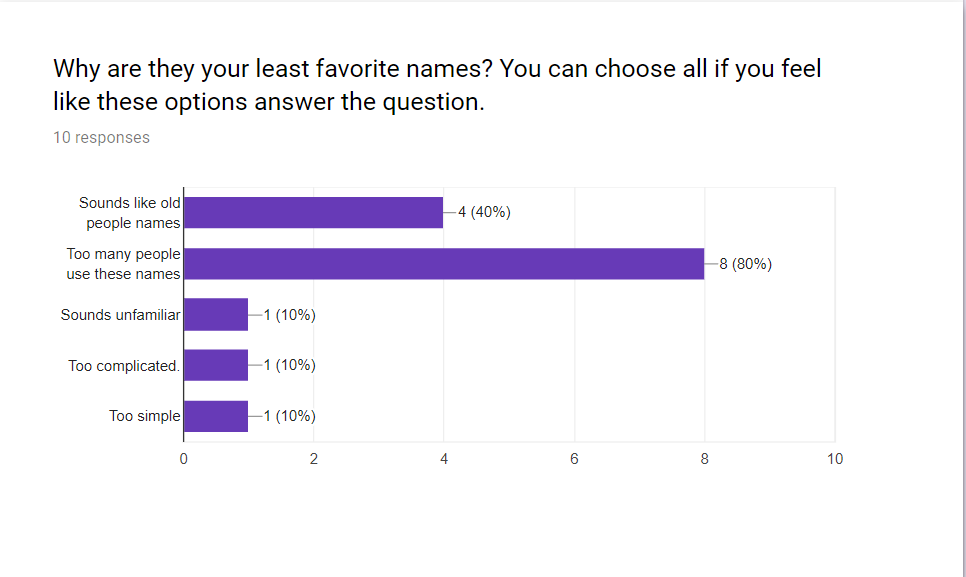 Why are they your least favorite names? You can choose all if you feel
like these options answer the question.
10 responses
Sounds like old
people names
4 (40%)
Too many people
use these names
8 (80%)
Sounds unfamiliar
1 (10%)
Too complicated.
1 (10%)
Too simple
1 (10%)
0 2 4 6 8 10